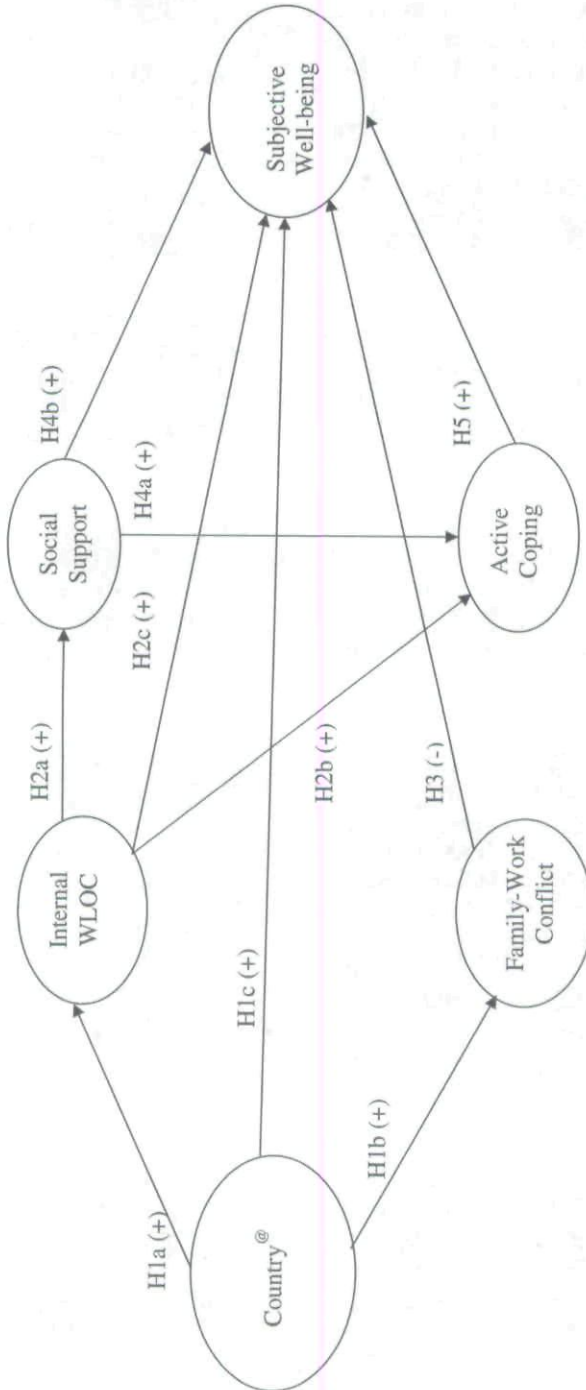 Country@
H1a (+)
H1b (+)
H1c (+)
Internal
WLOC
Family-Work
Conflict
H2a (+)
H2c (+)
H2b (+)
H3 (-)
Social
Support
Active
Coping
H4b (+)
H4a (+)
H5 (+)
Subjective
Well-being